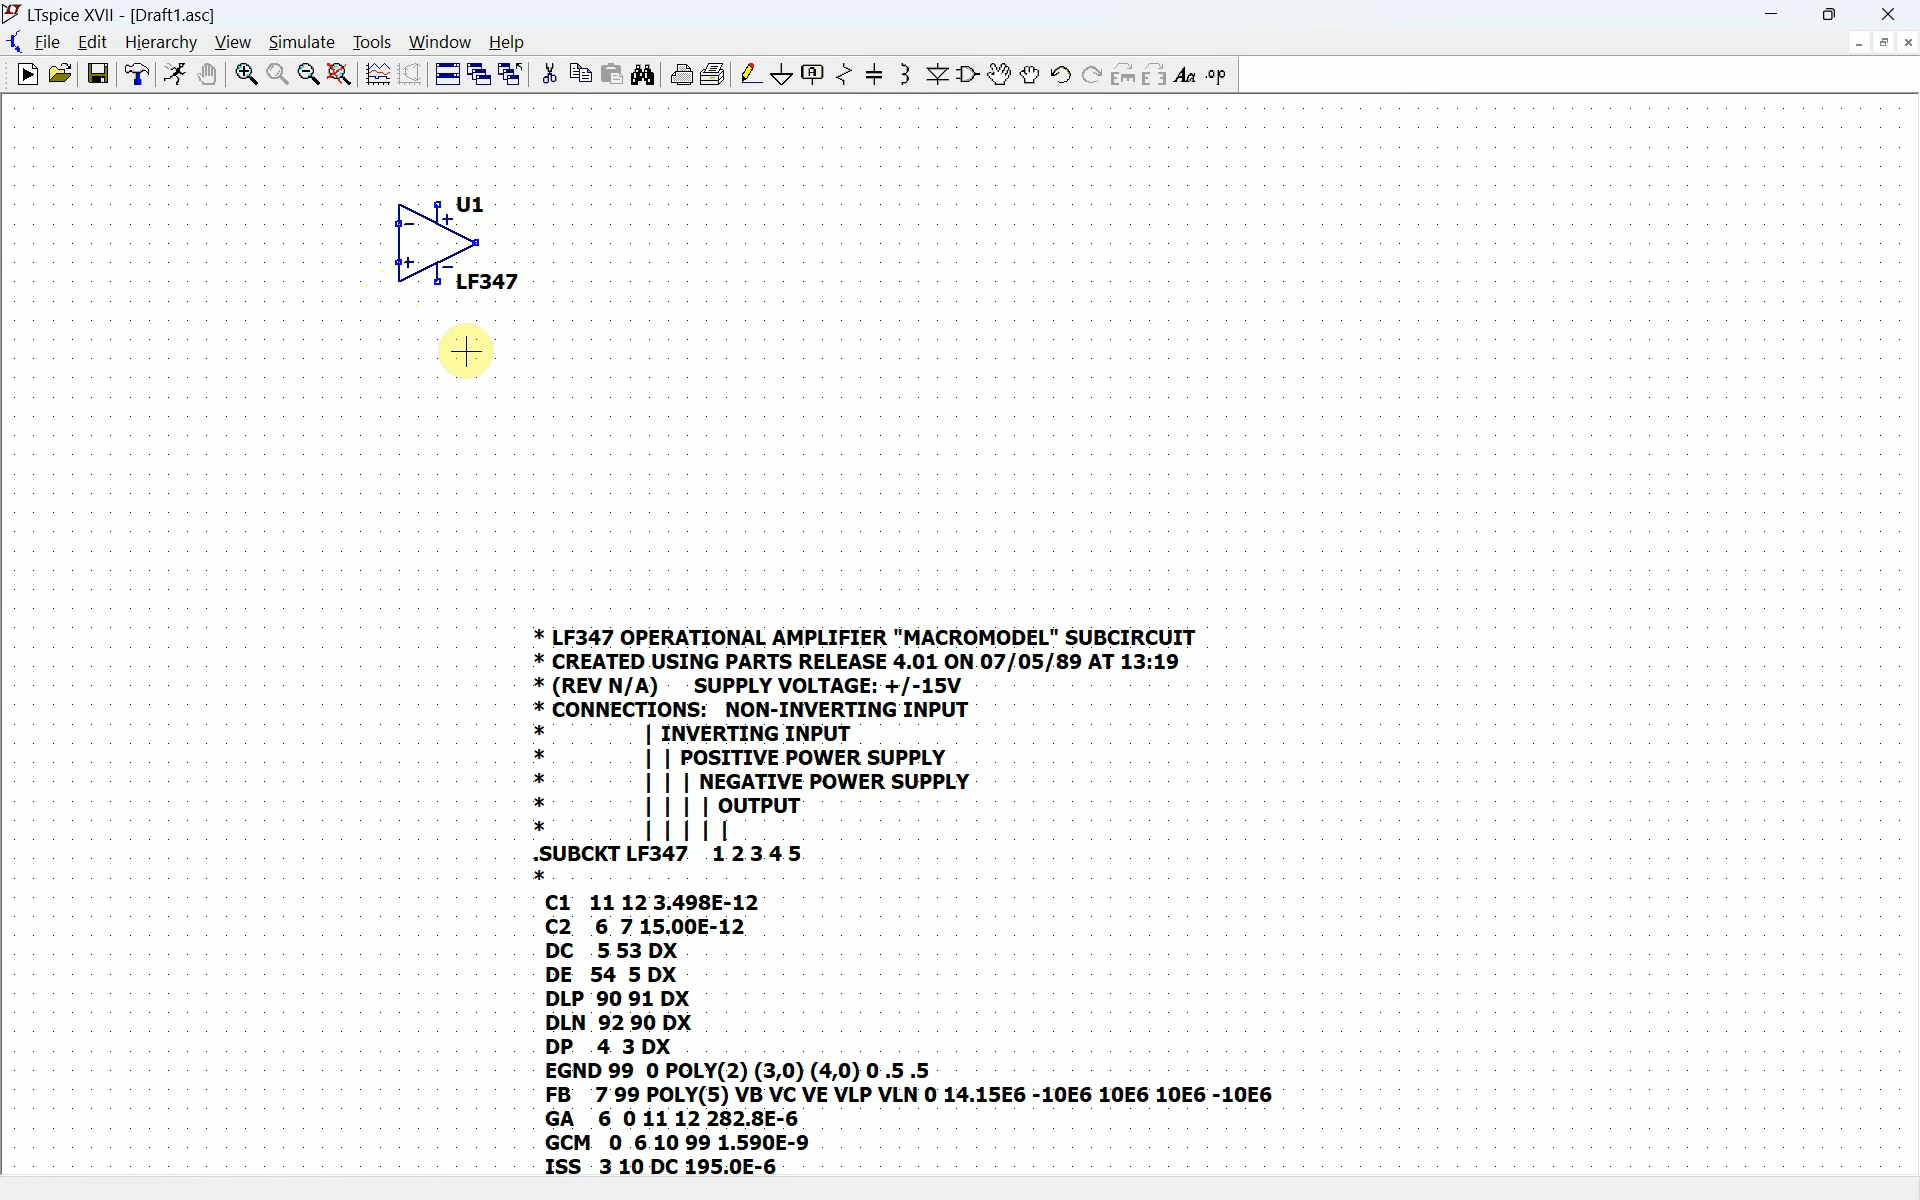 LTspice XVII - [Draft1.asc]
File Edit Hierarchy View Simulate Tools Window Help
Aa .op
U1
LF347
* LF347 OPERATIONAL AMPLIFIER "MACROMODEL" SUBCIRCUIT
* CREATED USING PARTS RELEASE 4.01 ON 07/05/89 AT 13:19
* (REV N/A) SUPPLY VOLTAGE: +/-15V
* CONNECTIONS: NON-INVERTING INPUT
* | INVERTING INPUT
* | | POSITIVE POWER SUPPLY
* | | | NEGATIVE POWER SUPPLY
* | | | | OUTPUT
* | | | | |
.SUBCKT LF347 1 2 3 4 5
*
C1 11 12 3.498E-12
C2 6 7 15.00E-12
DC 5 53 DX
DE 54 5 DX
DLP 90 91 DX
DLN 92 90 DX
DP 4 3 DX
EGND 99 0 POLY(2) (3,0) (4,0) 0 .5 .5
FB 7 99 POLY(5) VB VC VE VLP VLN 0 14.15E6 -10E6 10E6 10E6 -10E6
GA 6 0 11 12 282.8E-6
GCM 0 6 10 99 1.590E-9
ISS 3 10 DC 195.0E-6